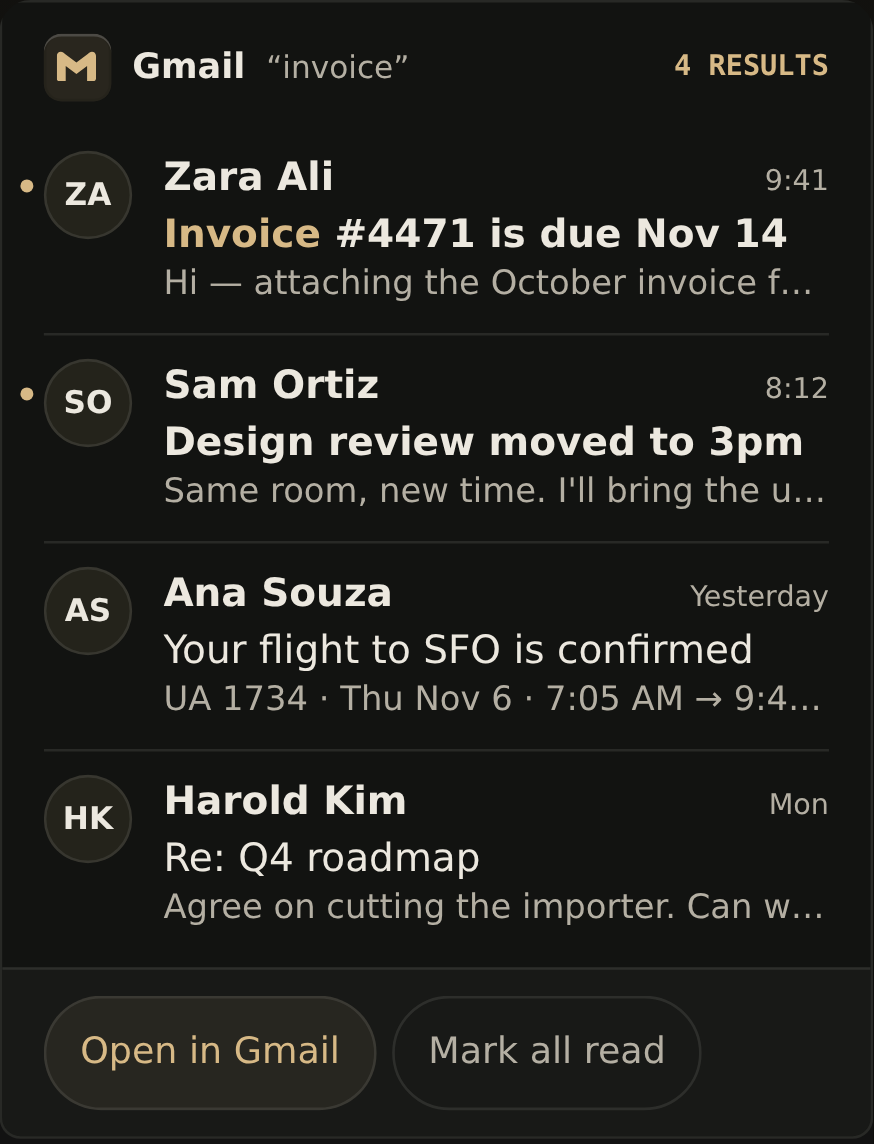 Gmail “invoice” 4 RESULTS
ZA Zara Ali 9:41
Invoice #4471 is due Nov 14
Hi — attaching the October invoice f…
SO Sam Ortiz 8:12
Design review moved to 3pm
Same room, new time. I'll bring the u…
AS Ana Souza Yesterday
Your flight to SFO is confirmed
UA 1734 · Thu Nov 6 · 7:05 AM → 9:4…
HK Harold Kim Mon
Re: Q4 roadmap
Agree on cutting the importer. Can w…
Open in Gmail Mark all read